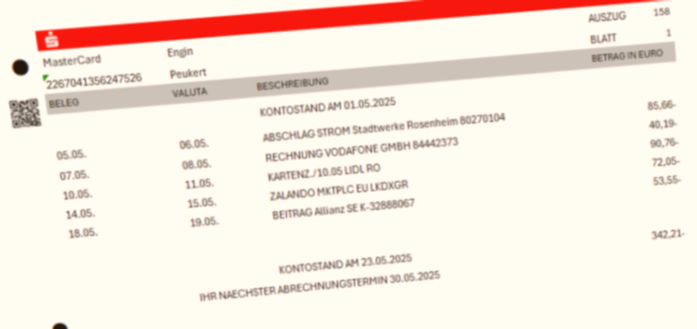 MasterCard Engin AUSZUG 158
2267041356247526 Peukert BLATT 1
BELEG VALUTA BESCHREIBUNG BETRAG IN EURO
KONTOSTAND AM 01.05.2025
05.05. 06.05. ABSCHLAG STROM Stadtwerke Rosenheim 80270104 85,66-
07.05. 08.05. RECHNUNG VODAFONE GMBH 84442373 40,19-
10.05. 11.05. KARTENZ./10.05 LIDL RO 90,76-
14.05. 15.05. ZALANDO MKTPLC EU LKDXGR 72,05-
18.05. 19.05. BEITRAG Allianz SE K-32888067 53,55-
KONTOSTAND AM 23.05.2025 342,21-
IHR NAECHSTER ABRECHNUNGSTERMIN 30.05.2025